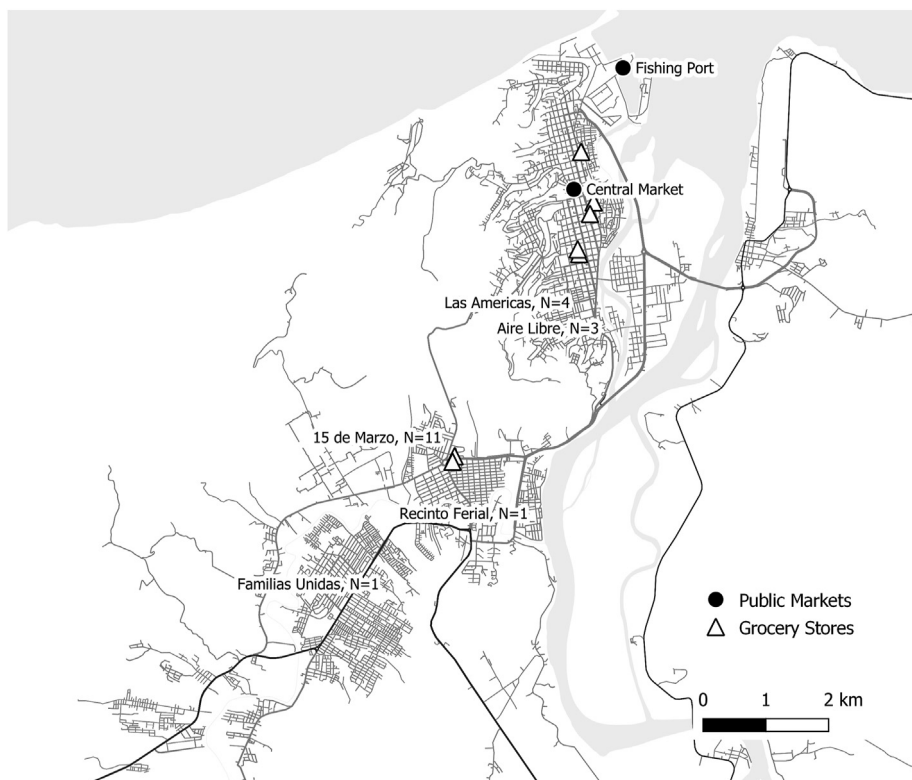 Fishing Port
Central Market
Las Americas, N=4
Aire Libre, N=3
15 de Marzo, N=11
Recinto Ferial, N=1
Familias Unidas, N=1
Public Markets
Grocery Stores
0 1 2 km